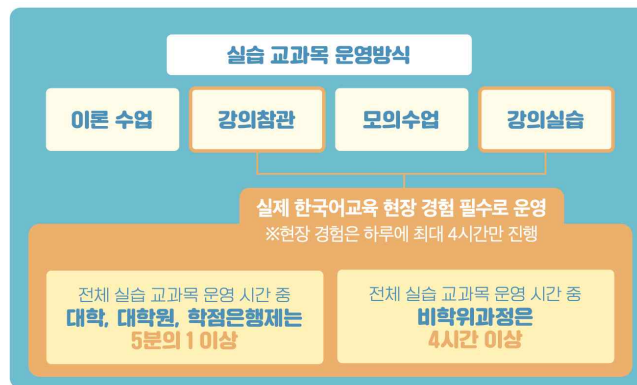 실습 교과목 운영방식
이론 수업
강의참관
모의수업
강의실습
실제 한국어교육 현장 경험 필수로 운영
※현장 경험은 하루에 최대 4시간만 진행
전체 실습 교과목 운영 시간 중
대학, 대학원, 학점은행제는
5분의 1 이상
전체 실습 교과목 운영 시간 중
비학위과정은
4시간 이상